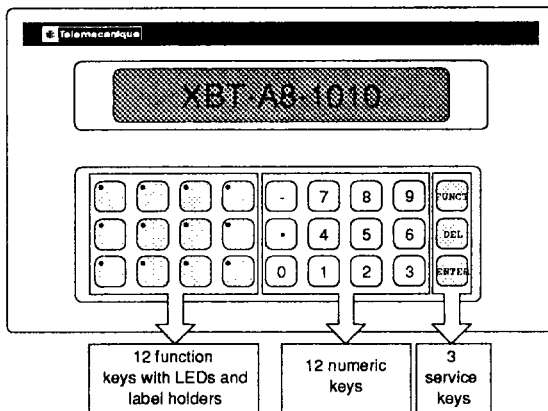 Telemecanique
XBT-A8-1010
- 7 8 9 FUNCT
. 4 5 6 DEL
0 1 2 3 ENTER
12 function
keys with LEDs and
label holders
12 numeric
keys
3
service
keys